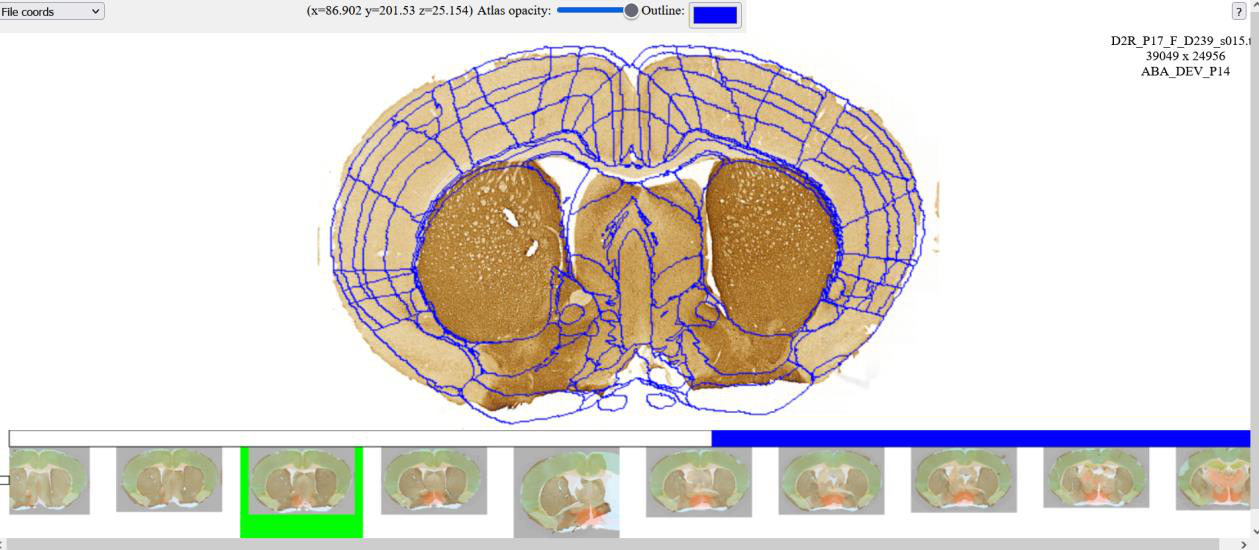 File coords
(x=86.902 y=201.53 z=25.154) Atlas opacity:
Outline:
?
D2R_P17_F_D239_s015.t
39049 x 24956
ABA_DEV_P14